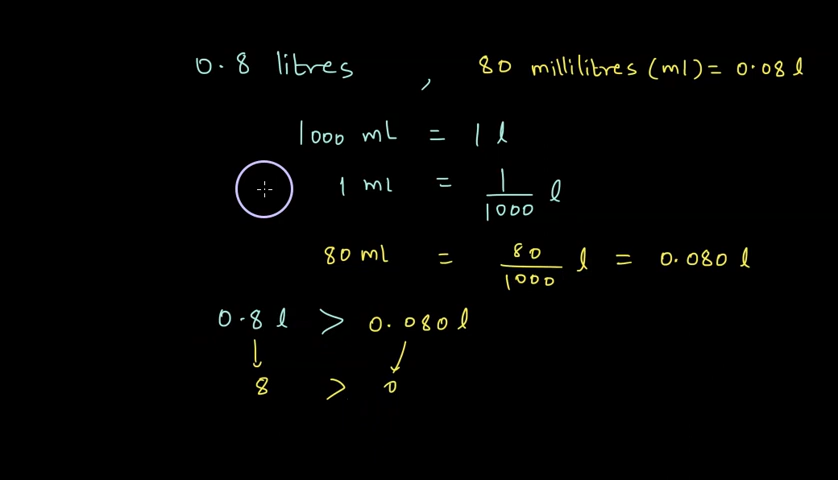 0.8 litres , 80 millilitres (ml) = 0.08 l
1000 mL = 1 l
1 ml = 1/1000 l
80 ml = 80/1000 l = 0.080 l
0.8 l > 0.080 l
↓ ↓
8 > 0